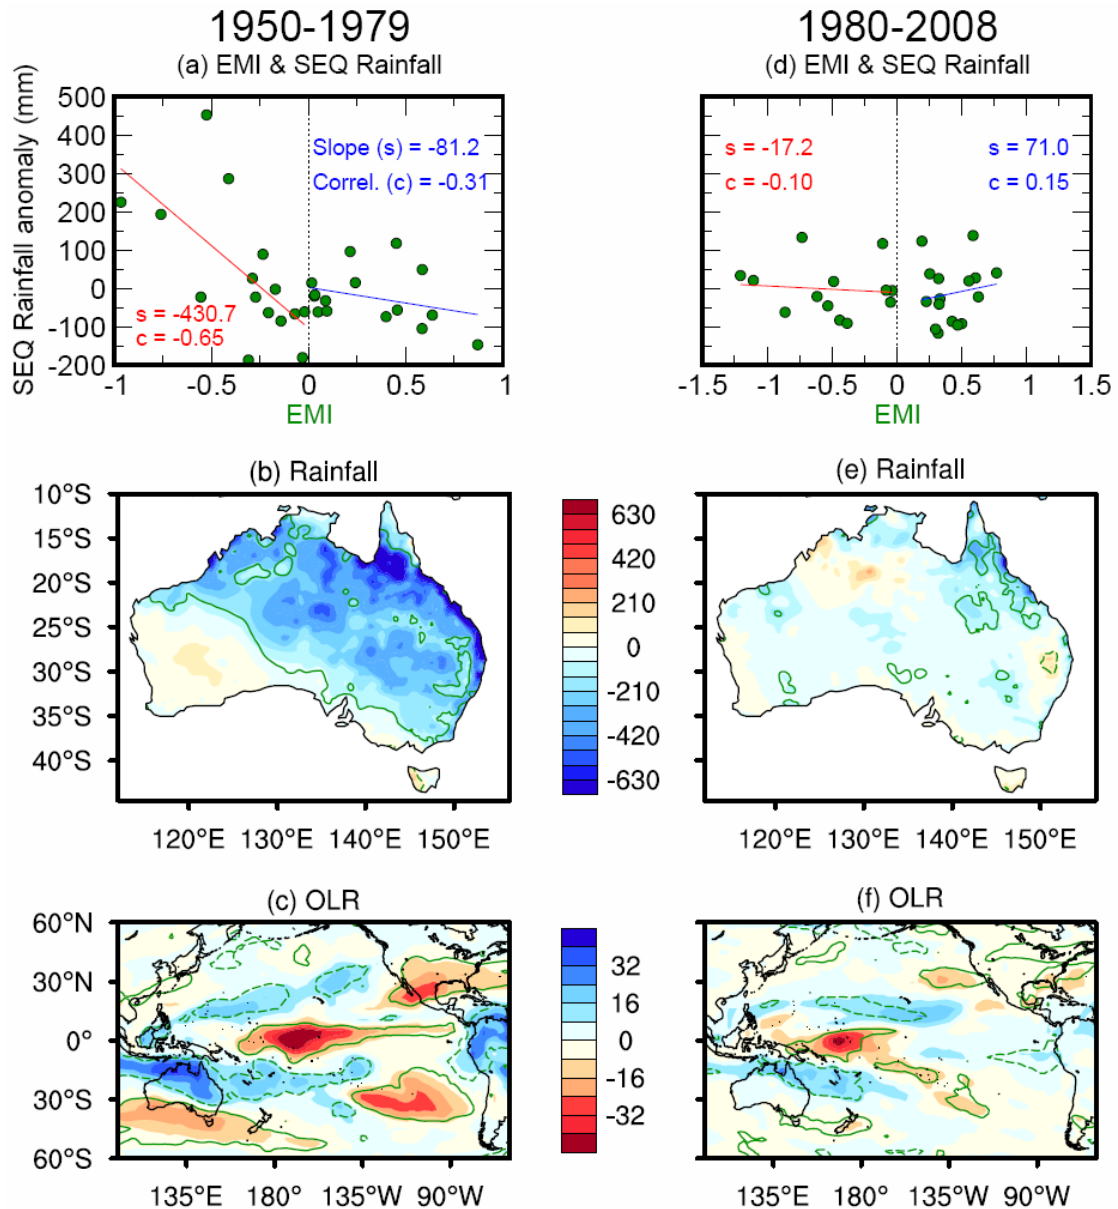 1950-1979
1980-2008
(a) EMI & SEQ Rainfall
(d) EMI & SEQ Rainfall
SEQ Rainfall anomaly (mm)
500
400
300
200
100
0
-100
-200
Slope (s) = -81.2
Correl. (c) = -0.31
s = -430.7
c = -0.65
-1 -0.5 0 0.5 1
EMI
s = -17.2
c = -0.10
s = 71.0
c = 0.15
-1.5 -1 -0.5 0 0.5 1 1.5
EMI
(b) Rainfall
10°S
15°S
20°S
25°S
30°S
35°S
40°S
120°E 130°E 140°E 150°E
630
420
210
0
-210
-420
-630
(e) Rainfall
120°E 130°E 140°E 150°E
(c) OLR
60°N
30°N
0°
30°S
60°S
135°E 180° 135°W 90°W
32
16
0
-16
-32
(f) OLR
135°E 180° 135°W 90°W